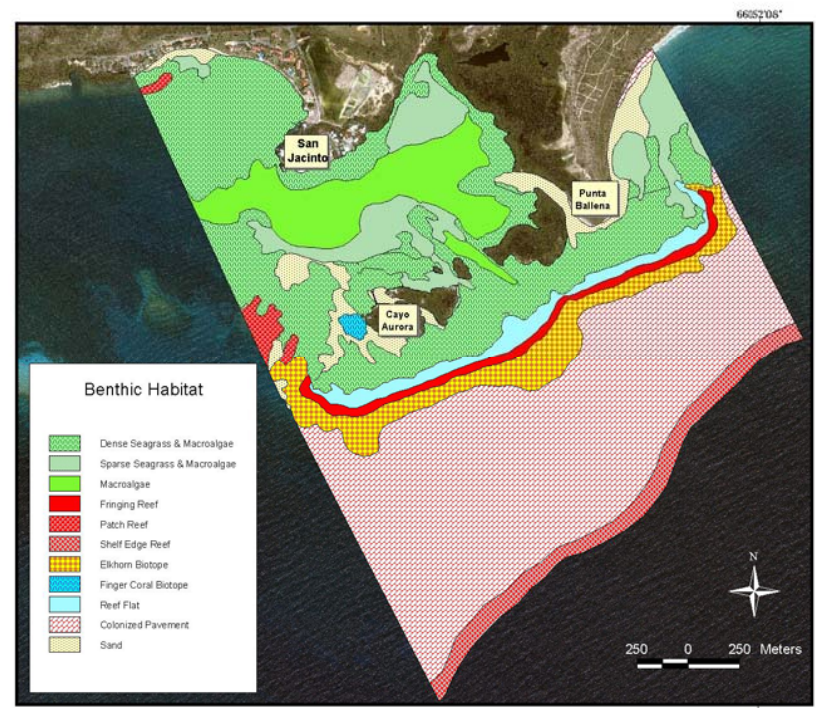 66°52'08"
San
Jacinto
Punta
Ballena
Cayo
Aurora
Benthic Habitat
Dense Seagrass & Macroalgae
Sparse Seagrass & Macroalgae
Macroalgae
Fringing Reef
Patch Reef
Shelf Edge Reef
Elkhorn Biotope
Finger Coral Biotope
Reef Flat
Colonized Pavement
Sand
N
250 0 250 Meters